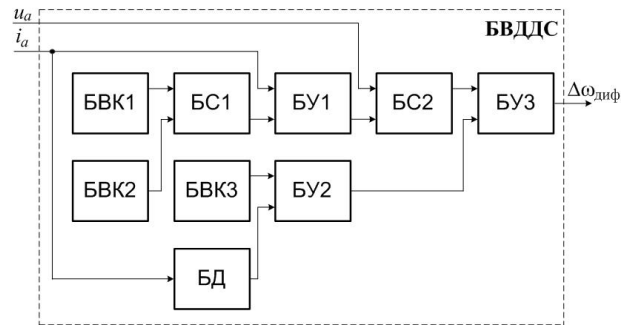 u_a
БВДДС
i_a
БВК1 БС1 БУ1 БС2 БУ3 Δω_диф
БВК2 БВК3 БУ2
БД